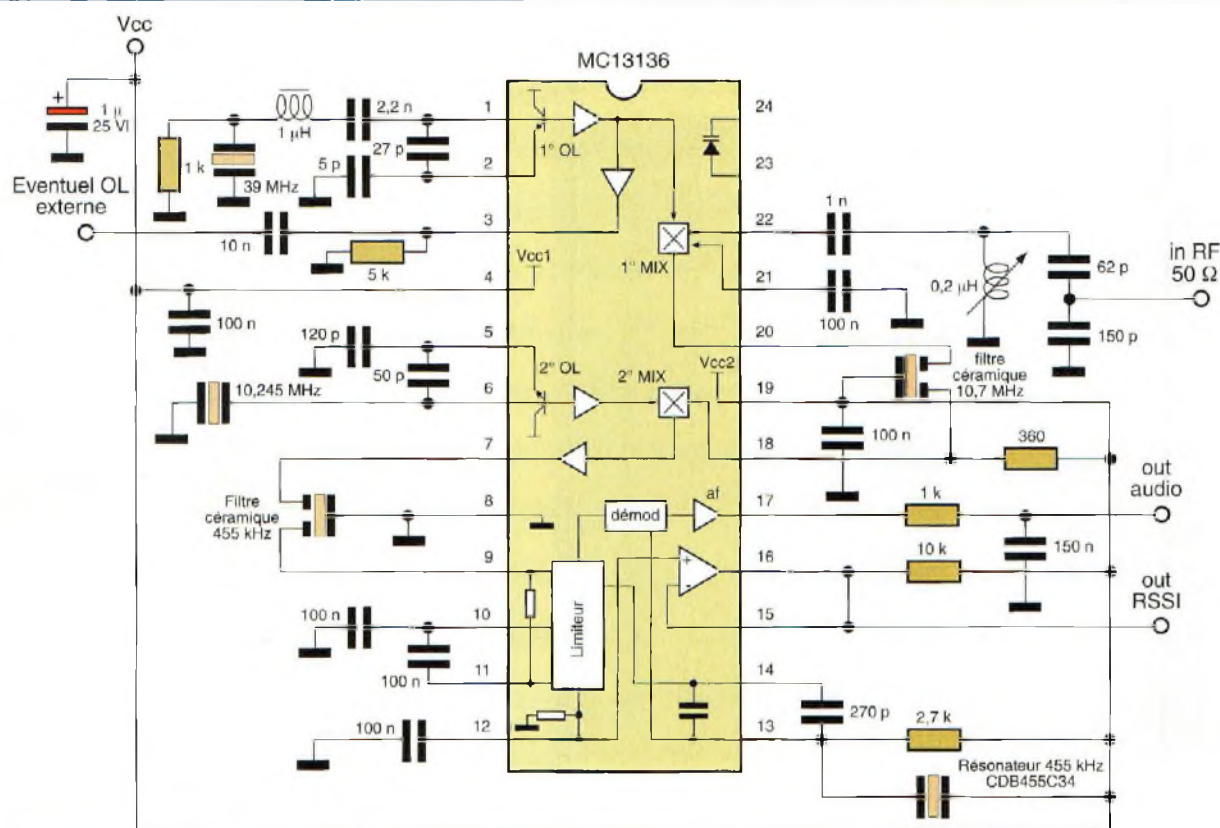 Vcc
MC13136
+
1 µ
25 Vl
1 k
1 µH
2,2 n
39 MHz
5 p
27 p
Eventuel OL
externe
10 n
5 k
100 n
120 p
50 p
10,245 MHz
Filtre
céramique
455 kHz
100 n
100 n
100 n
1
2
3
4
5
6
7
8
9
10
11
12
1° OL
Vcc1
1° MIX
2° OL
2° MIX
Vcc2
démod
af
+
-
Limiteur
24
23
22
21
20
19
18
17
16
15
14
13
1 n
100 n
0,2 µH
62 p
150 p
in RF
50 Ω
filtre
céramique
10,7 MHz
100 n
360
out
audio
1 k
150 n
10 k
out
RSSI
270 p
2,7 k
Résonateur 455 kHz
CDB455C34